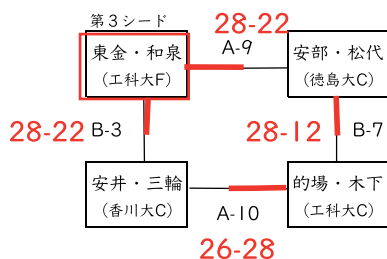 第3シード
28-22
東金・和泉
(工科大F)
A-9
安部・松代
(徳島大C)
28-22
B-3
28-12
B-7
安井・三輪
(香川大C)
A-10
的場・木下
(工科大C)
26-28